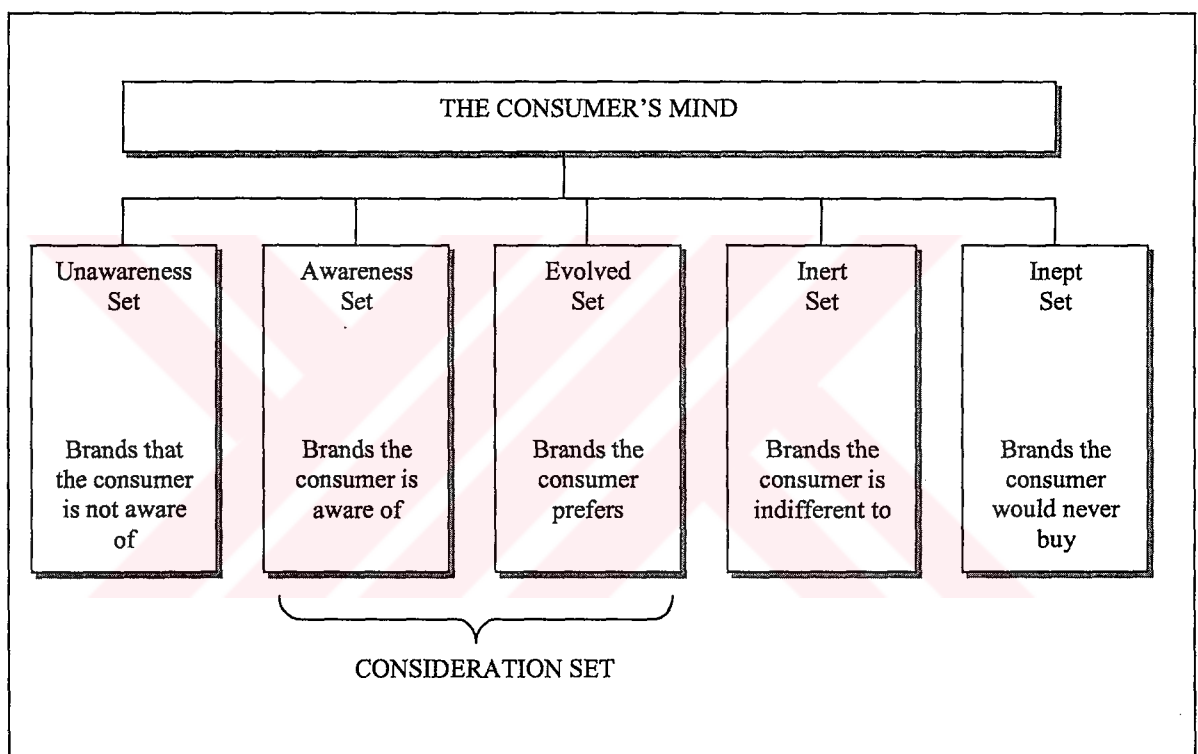 THE CONSUMER'S MIND
Unawareness
Set
Brands that
the consumer
is not aware
of
Awareness
Set
Brands the
consumer is
aware of
Evolved
Set
Brands the
consumer
prefers
Inert
Set
Brands the
consumer is
indifferent to
Inept
Set
Brands the
consumer
would never
buy
CONSIDERATION SET